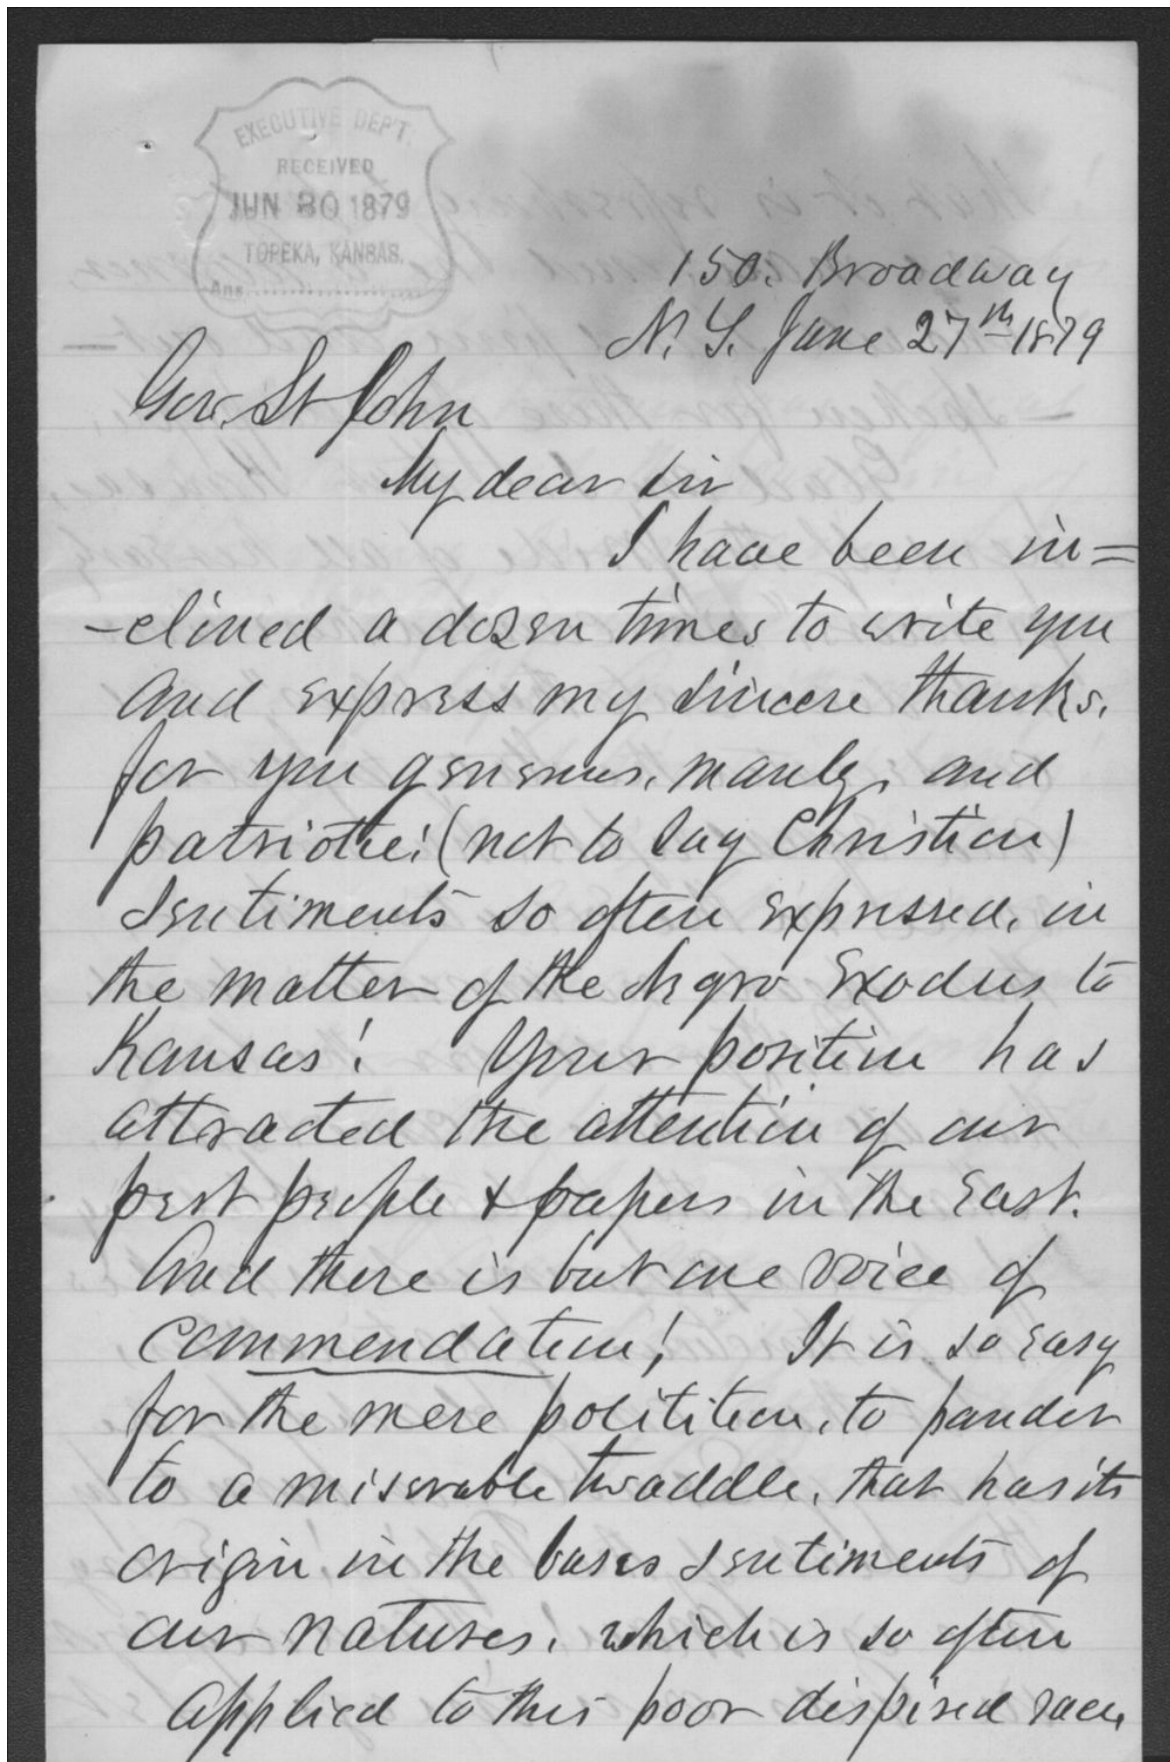 EXECUTIVE DEP'T.
RECEIVED
JUN 30 1879
TOPEKA, KANSAS.
Ans
150. Broadway
N. Y. June 27th 1879
Gov. St John
My dear Sir
I have been in=
-clined a dozen times to write you
and express my sincere thanks.
for you generous, manly, and
patriotic! (not to say Christian)
sentiments so often expressed, in
the matter of the Negro Exodus to
Kansas! Your position has
attracted the attention of our
best people & papers in the East.
And there is but one voice of
commendation! It is so easy
for the mere politition, to pander
to a miserable twaddle, that has its
origin in the bases sentiments of
our natures, which is so often
applied to this poor dispised race,